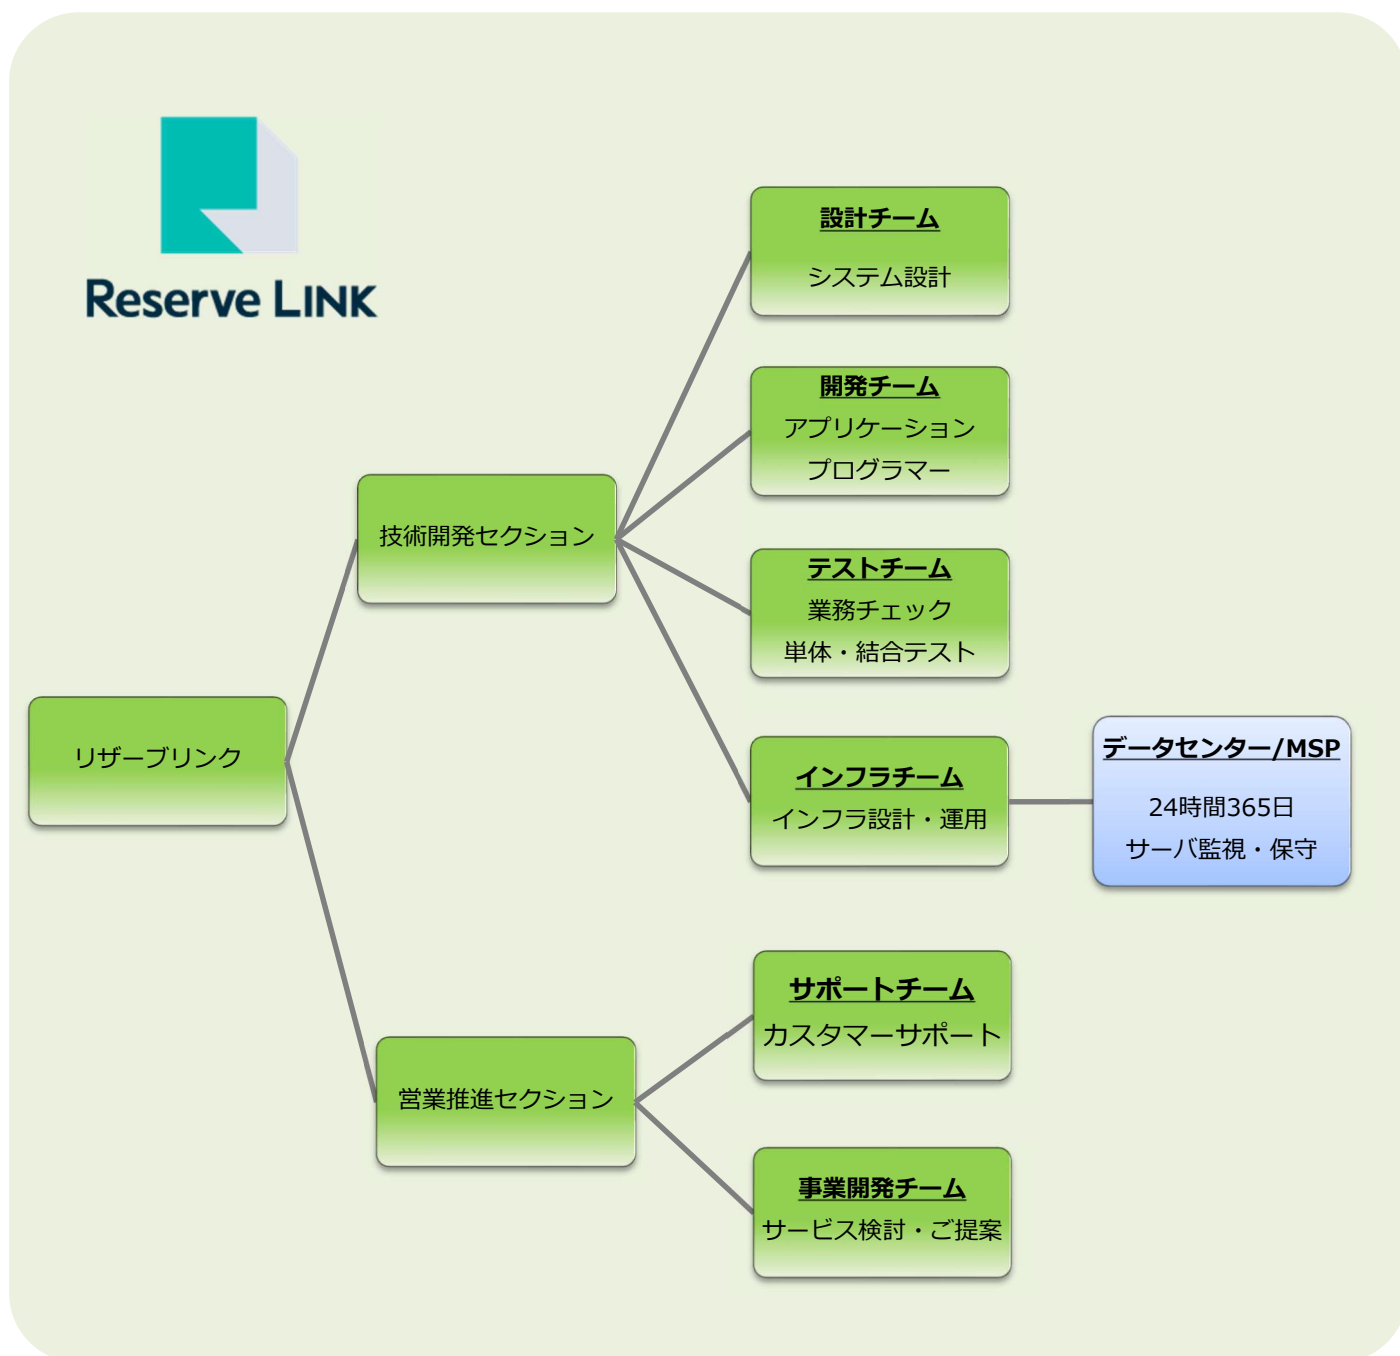 Reserve LINK
リザーブリンク
技術開発セクション
設計チーム
システム設計
開発チーム
アプリケーション
プログラマー
テストチーム
業務チェック
単体・結合テスト
インフラチーム
インフラ設計・運用
データセンター/MSP
24時間365日
サーバ監視・保守
営業推進セクション
サポートチーム
カスタマーサポート
事業開発チーム
サービス検討・ご提案